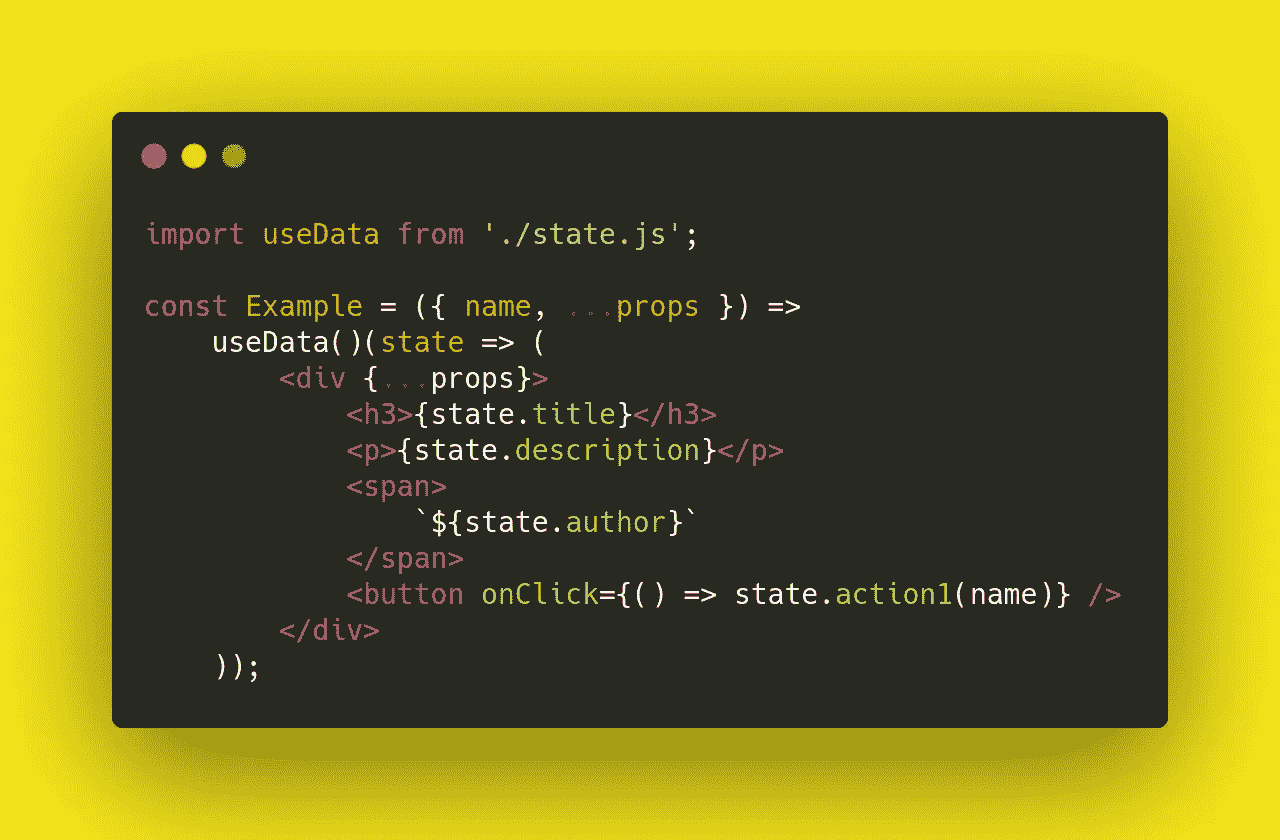 import useData from './state.js';

const Example = ({ name, ...props }) =>
    useData()(state => (
        <div {...props}>
            <h3>{state.title}</h3>
            <p>{state.description}</p>
            <span>
                `${state.author}`
            </span>
            <button onClick={() => state.action1(name)} />
        </div>
    ));